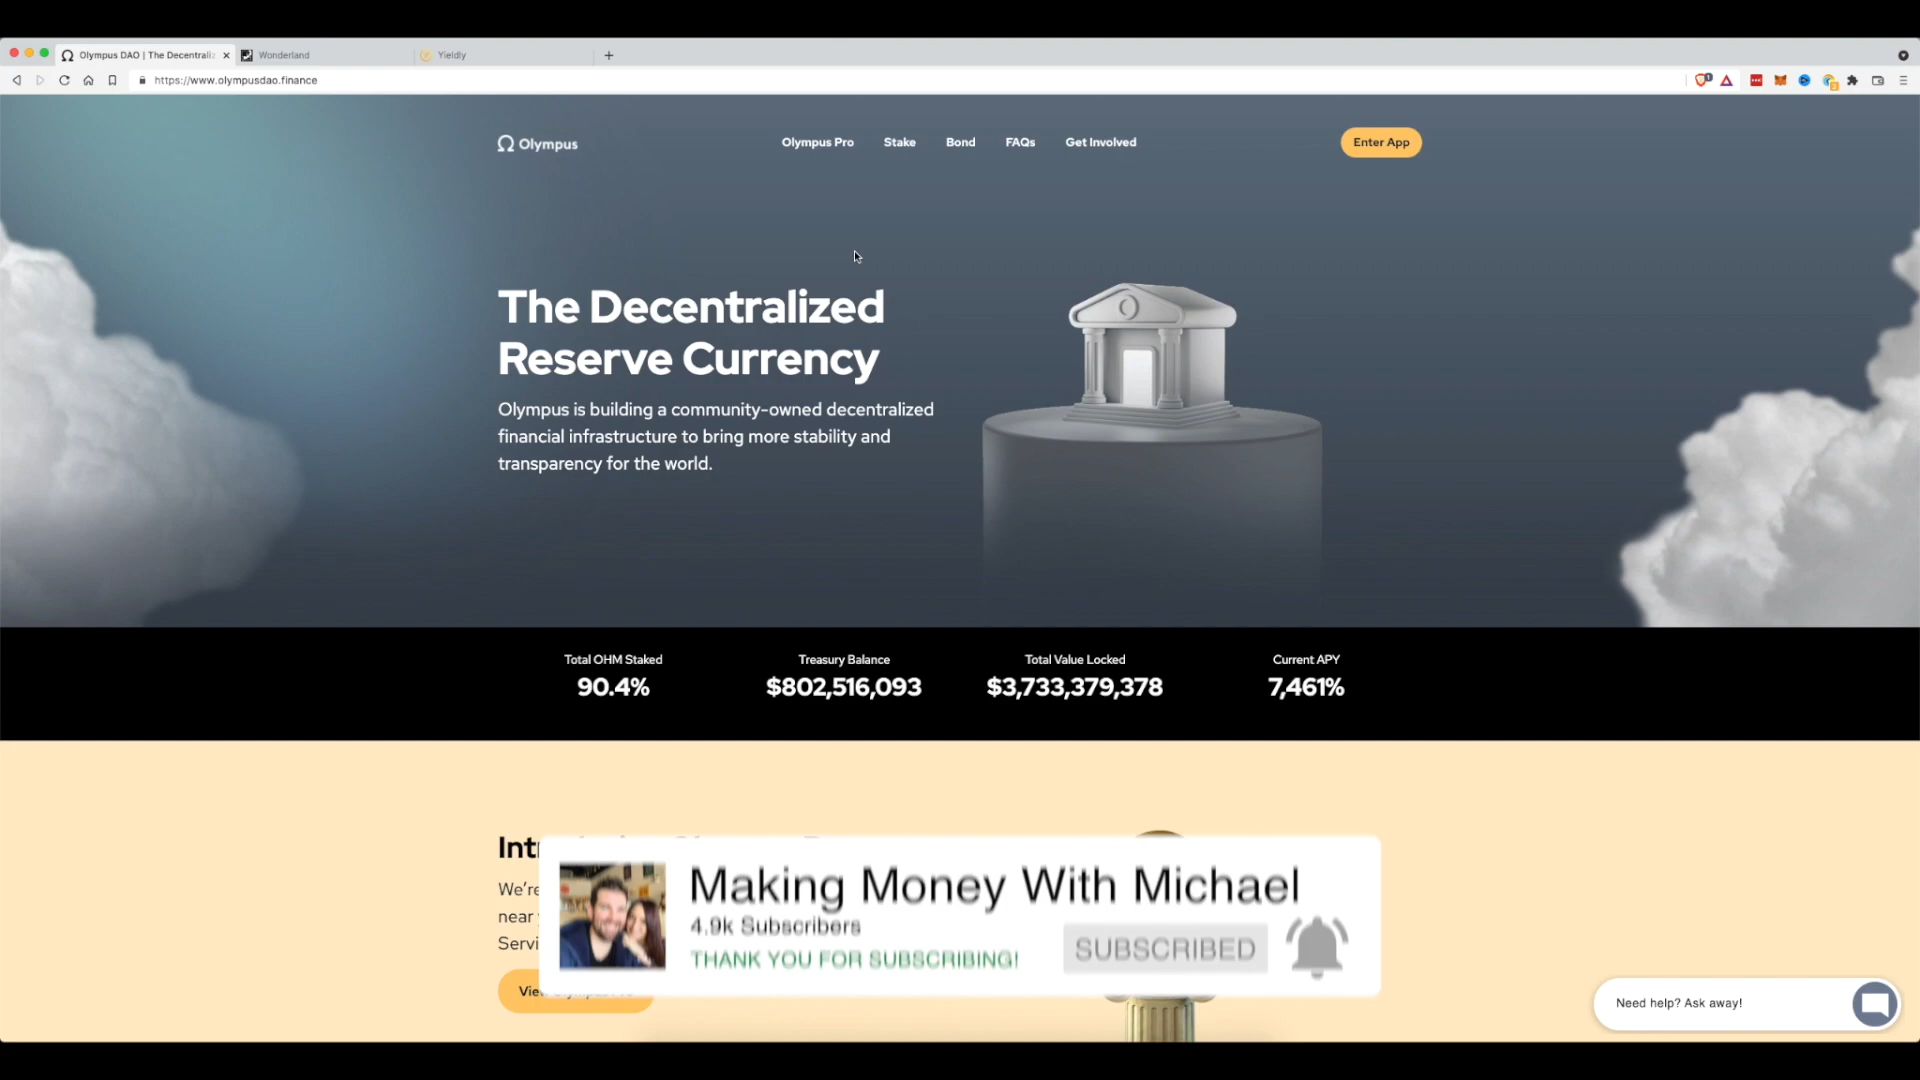 Olympus DAO | The Decentraliz
Wonderland
Yieldly
https://www.olympusdao.finance
Olympus
Olympus Pro
Stake
Bond
FAQs
Get Involved
Enter App
The Decentralized
Reserve Currency
Olympus is building a community-owned decentralized
financial infrastructure to bring more stability and
transparency for the world.
Total OHM Staked
90.4%
Treasury Balance
$802,516,093
Total Value Locked
$3,733,379,378
Current APY
7,461%
We're
near
Making Money With Michael
4.9k Subscribers
THANK YOU FOR SUBSCRIBING!
SUBSCRIBED
Need help? Ask away!